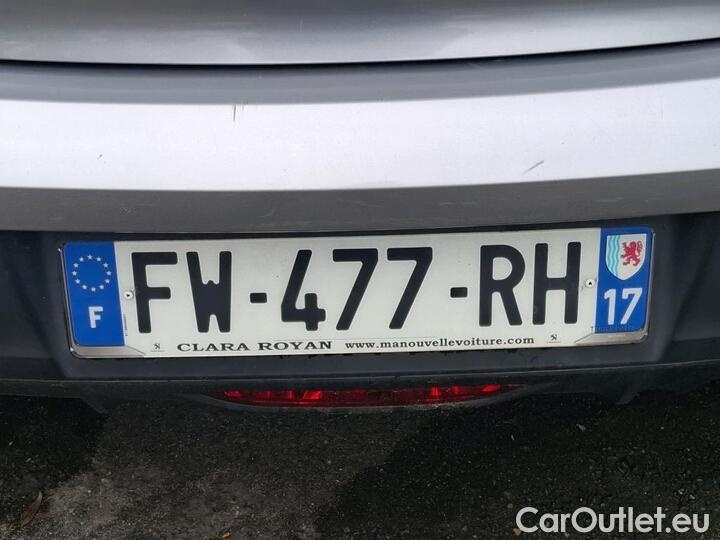 FW-477-RH
F
17
CLARA ROYAN www.manouvellevoiture.com
CarOutlet.eu